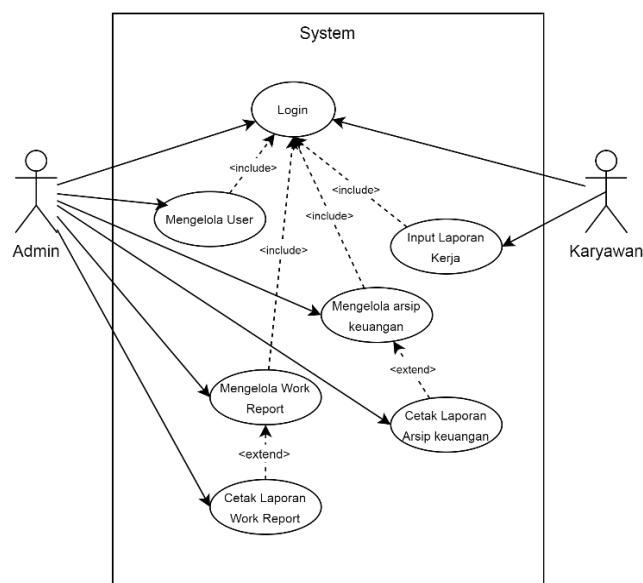 System
Login
<include>
<include>
<include>
<include>
Mengelola User
Input Laporan
Kerja
Admin
Karyawan
Mengelola arsip
keuangan
<extend>
Mengelola Work
Report
Cetak Laporan
Arsip keuangan
<extend>
Cetak Laporan
Work Report